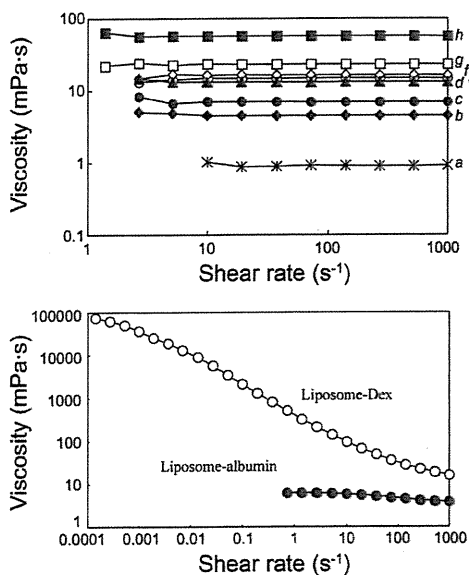 100
10
1
0.1
Viscosity (mPa·s)
h
g
f
d
c
b
a
1 10 100 1000
Shear rate (s⁻¹)
100000
10000
1000
100
10
1
Viscosity (mPa·s)
Liposome-Dex
Liposome-albumin
0.0001 0.001 0.01 0.1 1 10 100 1000
Shear rate (s⁻¹)